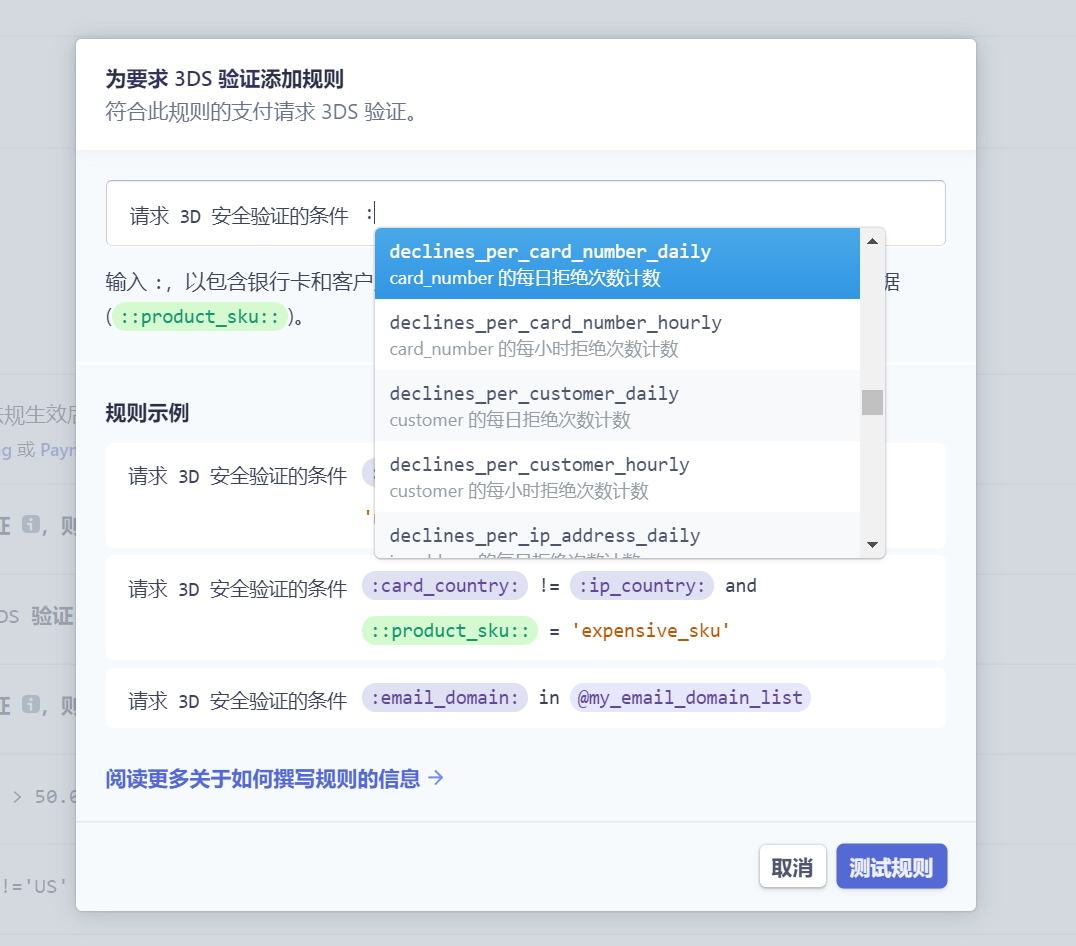 为要求 3DS 验证添加规则
符合此规则的支付请求 3DS 验证。
请求 3D 安全验证的条件 :
输入 :，以包含银行卡和客户
据
(::product_sku::)。
declines_per_card_number_daily
card_number 的每日拒绝次数计数
declines_per_card_number_hourly
card_number 的每小时拒绝次数计数
declines_per_customer_daily
customer 的每日拒绝次数计数
declines_per_customer_hourly
customer 的每小时拒绝次数计数
declines_per_ip_address_daily
规则示例
请求 3D 安全验证的条件
请求 3D 安全验证的条件 :card_country: != :ip_country: and
::product_sku:: = 'expensive_sku'
请求 3D 安全验证的条件 :email_domain: in @my_email_domain_list
阅读更多关于如何撰写规则的信息 →
取消 测试规则
规生效后
g 或 Payn
证 i，则
DS 验证
证 i，则
> 50.0
!='US'